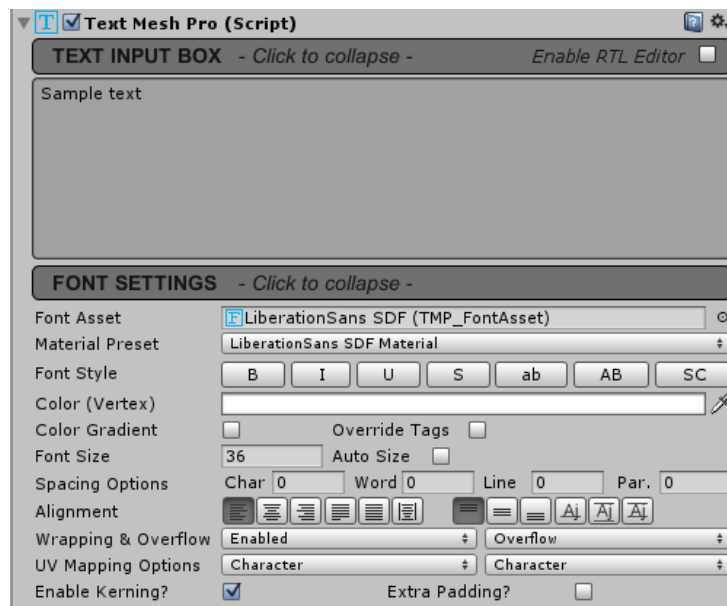 Text Mesh Pro (Script)
TEXT INPUT BOX - Click to collapse - Enable RTL Editor
Sample text
FONT SETTINGS - Click to collapse -
Font Asset LiberationSans SDF (TMP_FontAsset)
Material Preset LiberationSans SDF Material
Font Style B I U S ab AB SC
Color (Vertex)
Color Gradient Override Tags
Font Size 36 Auto Size
Spacing Options Char 0 Word 0 Line 0 Par. 0
Alignment
Wrapping & Overflow Enabled Overflow
UV Mapping Options Character Character
Enable Kerning? Extra Padding?